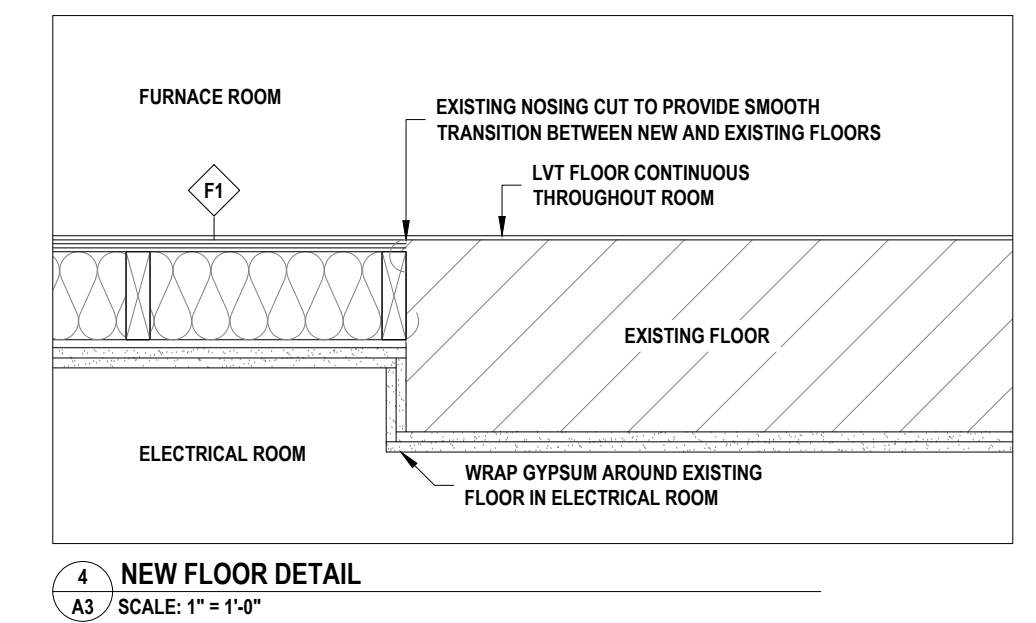 FURNACE ROOM
EXISTING NOSING CUT TO PROVIDE SMOOTH
TRANSITION BETWEEN NEW AND EXISTING FLOORS
LVT FLOOR CONTINUOUS
THROUGHOUT ROOM
F1
EXISTING FLOOR
ELECTRICAL ROOM
WRAP GYPSUM AROUND EXISTING
FLOOR IN ELECTRICAL ROOM
4
NEW FLOOR DETAIL
A3
SCALE: 1" = 1'-0"